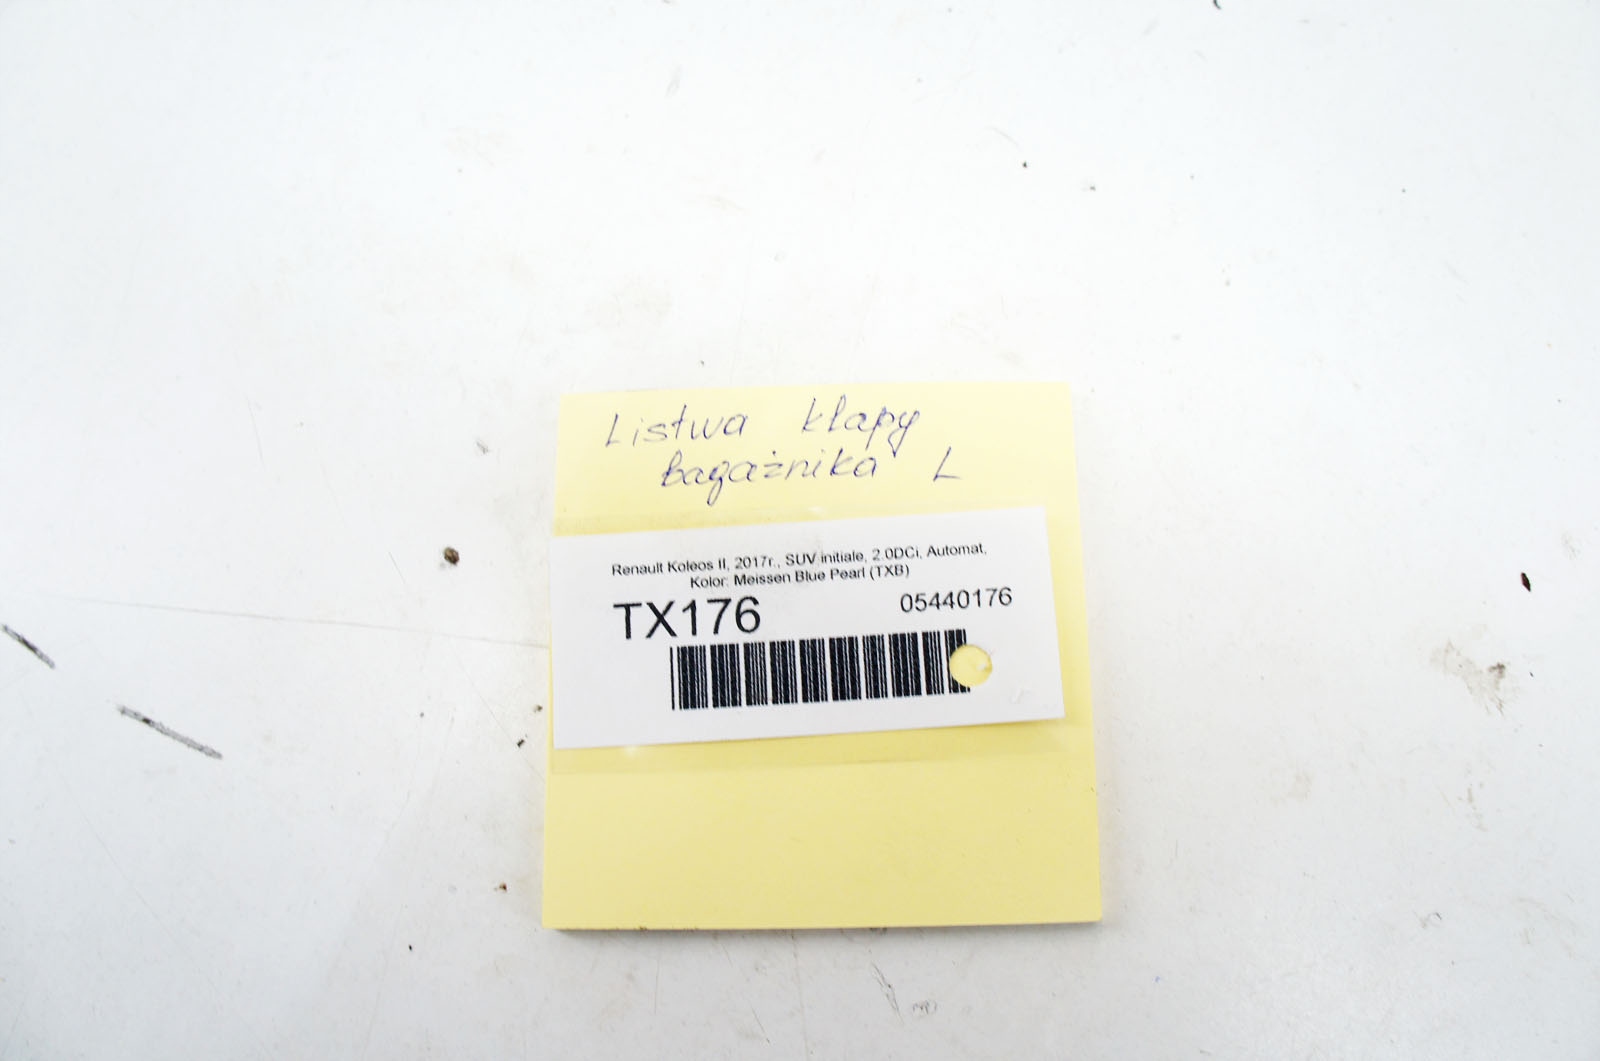 Listwa klapy
bagażnika L
Renault Koleos II, 2017r., SUV initiale, 2.0DCi, Automat,
Kolor: Meissen Blue Pearl (TXB)
TX176 05440176